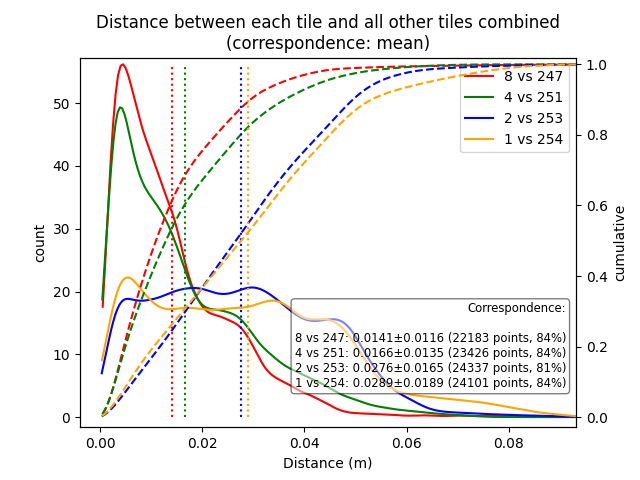 Distance between each tile and all other tiles combined
(correspondence: mean)
count
50
40
30
20
10
0
1.0
0.8
0.6
0.4
0.2
0.0
cumulative
8 vs 247
4 vs 251
2 vs 253
1 vs 254
Correspondence:
8 vs 247: 0.0141±0.0116 (22183 points, 84%)
4 vs 251: 0.0166±0.0135 (23426 points, 84%)
2 vs 253: 0.0276±0.0165 (24337 points, 81%)
1 vs 254: 0.0289±0.0189 (24101 points, 84%)
0.00 0.02 0.04 0.06 0.08
Distance (m)